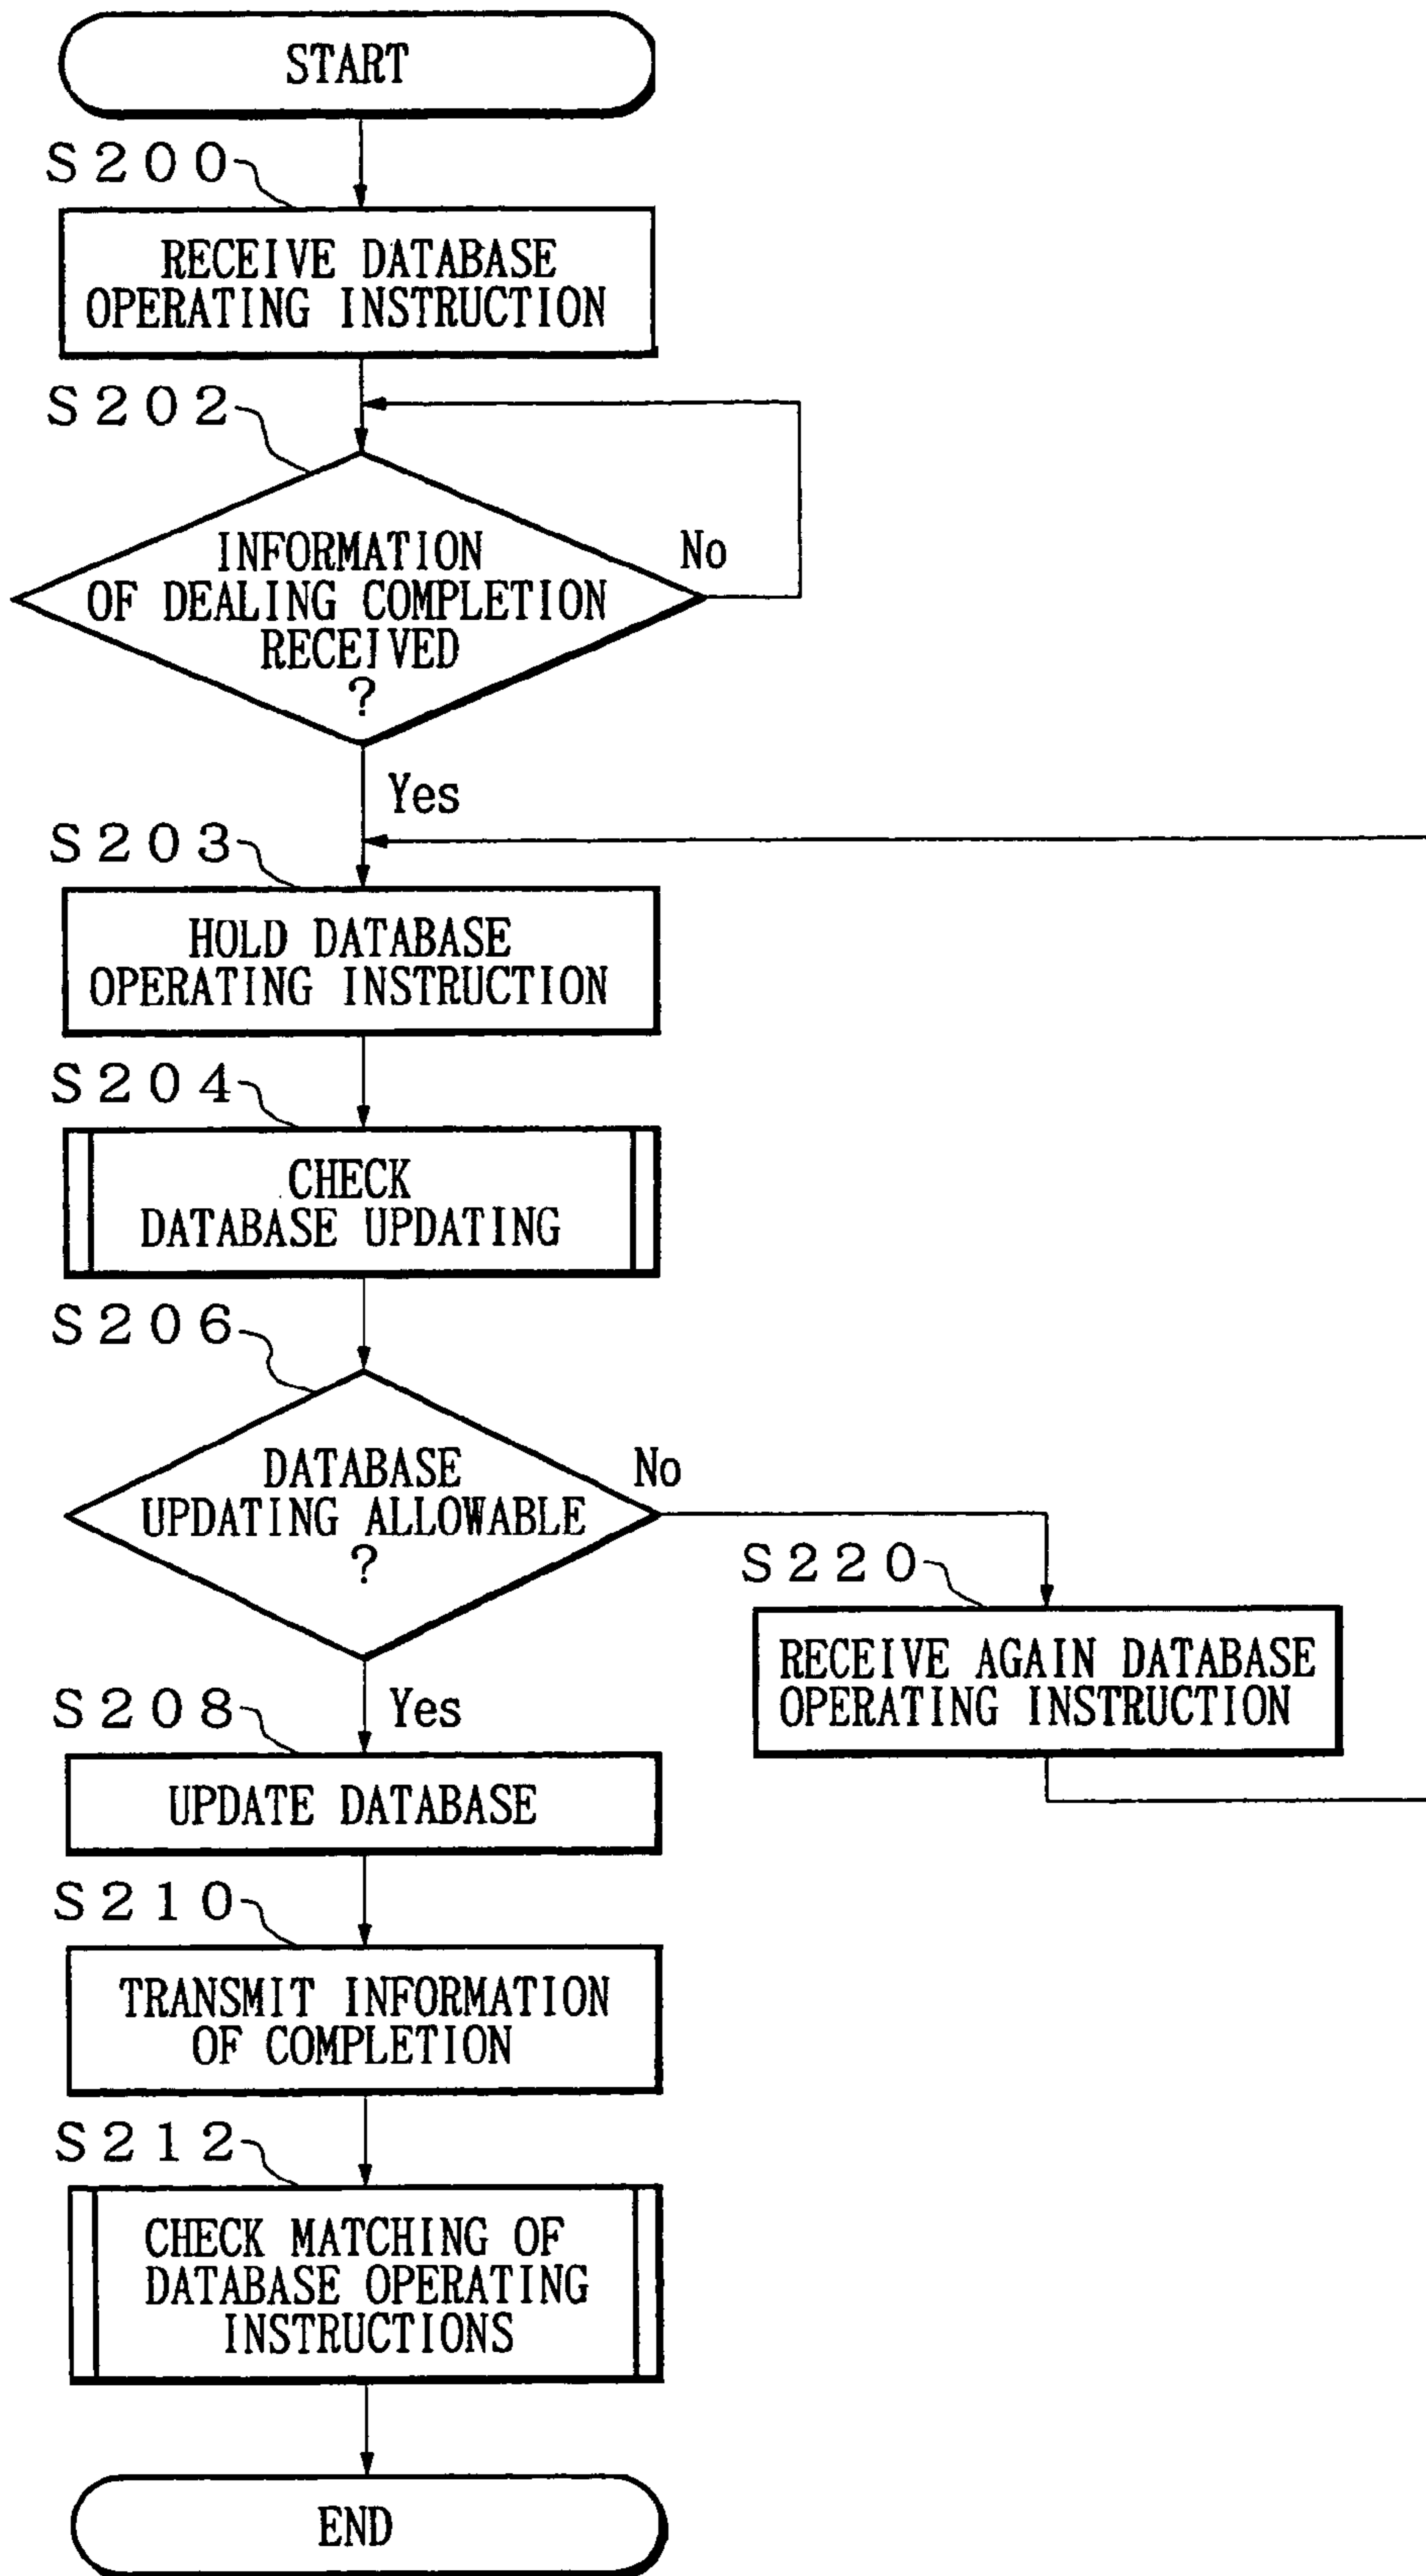 START
S200
RECEIVE DATABASE
OPERATING INSTRUCTION
S202
INFORMATION
OF DEALING COMPLETION
RECEIVED
?
No
Yes
S203
HOLD DATABASE
OPERATING INSTRUCTION
S204
CHECK
DATABASE UPDATING
S206
DATABASE
UPDATING ALLOWABLE
?
No
S220
RECEIVE AGAIN DATABASE
OPERATING INSTRUCTION
Yes
S208
UPDATE DATABASE
S210
TRANSMIT INFORMATION
OF COMPLETION
S212
CHECK MATCHING OF
DATABASE OPERATING
INSTRUCTIONS
END